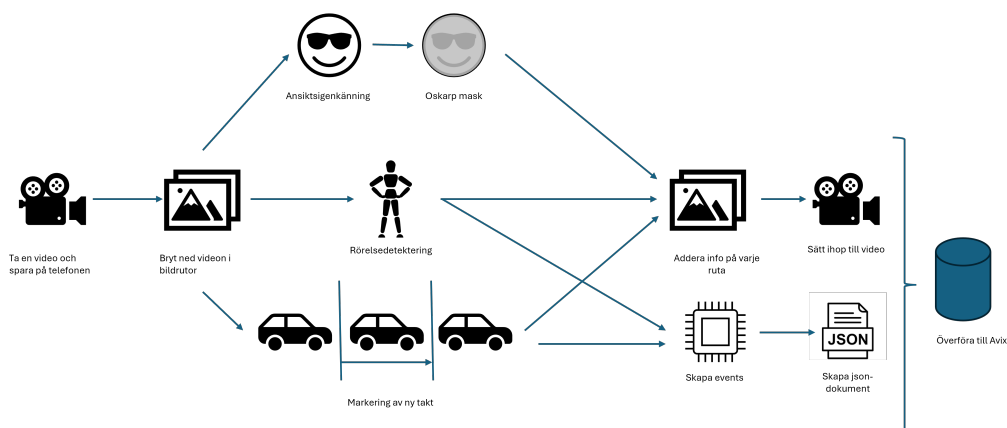 Ansiktsigenkänning
Oskarp mask
Ta en video och
spara på telefonen
Bryt ned videon i
bildrutor
Rörelsedetektering
Addera info på varje
ruta
Sätt ihop till video
Markering av ny takt
Skapa events
JSON
Skapa json-
dokument
Överföra till Avix